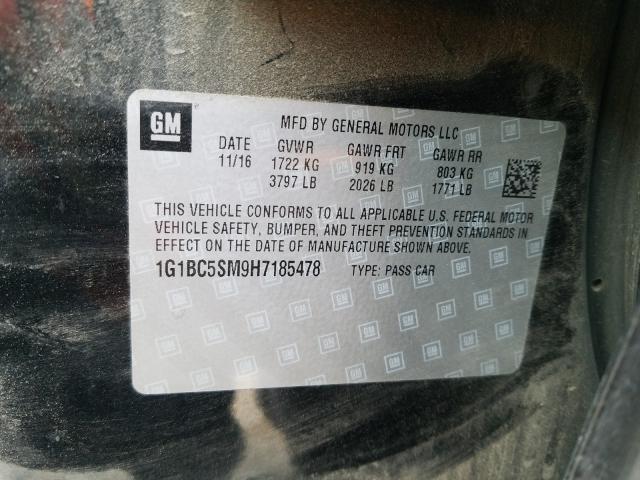 GM
MFD BY GENERAL MOTORS LLC
DATE GVWR GAWR FRT GAWR RR
11/16 1722 KG 919 KG 803 KG
3797 LB 2026 LB 1771 LB
THIS VEHICLE CONFORMS TO ALL APPLICABLE U.S. FEDERAL MOTOR
VEHICLE SAFETY, BUMPER, AND THEFT PREVENTION STANDARDS IN
EFFECT ON THE DATE OF MANUFACTURE SHOWN ABOVE.
1G1BC5SM9H7185478 TYPE: PASS CAR